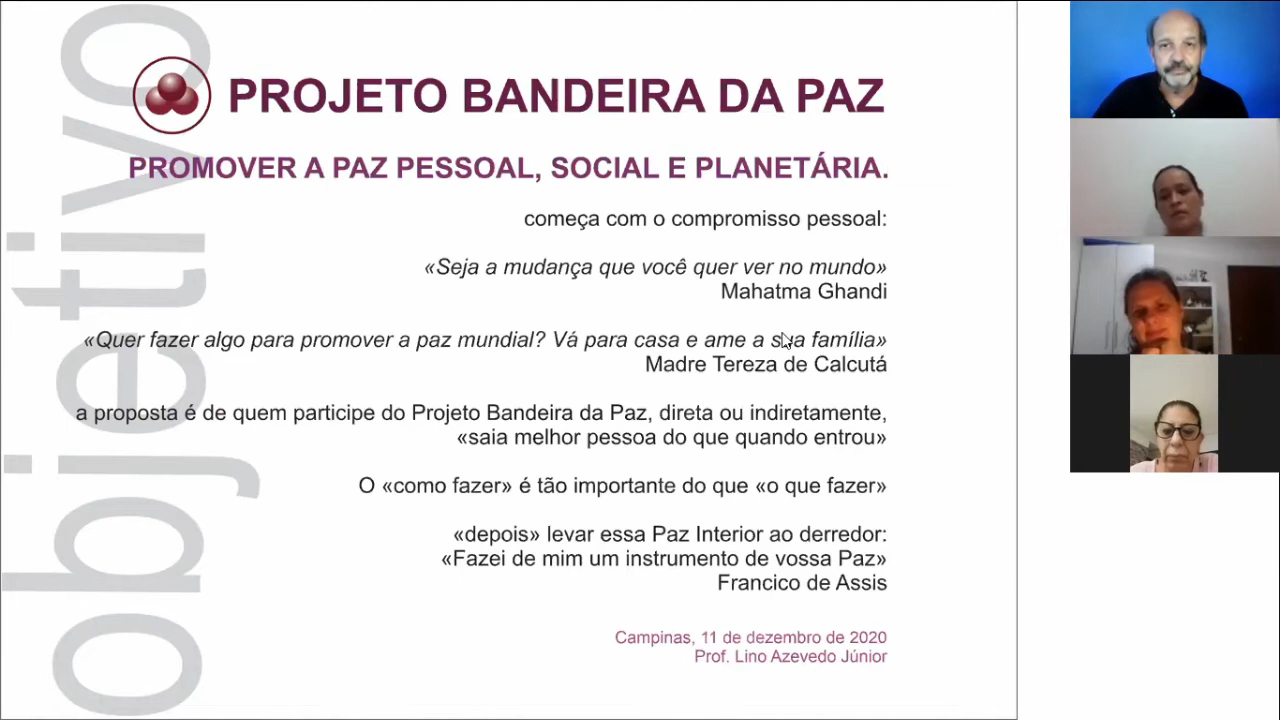 objetivo
PROJETO BANDEIRA DA PAZ
PROMOVER A PAZ PESSOAL, SOCIAL E PLANETÁRIA.
começa com o compromisso pessoal:
«Seja a mudança que você quer ver no mundo»
Mahatma Ghandi
«Quer fazer algo para promover a paz mundial? Vá para casa e ame a sua família»
Madre Tereza de Calcutá
a proposta é de quem participe do Projeto Bandeira da Paz, direta ou indiretamente,
«saia melhor pessoa do que quando entrou»
O «como fazer» é tão importante do que «o que fazer»
«depois» levar essa Paz Interior ao derredor:
«Fazei de mim um instrumento de vossa Paz»
Francico de Assis
Campinas, 11 de dezembro de 2020
Prof. Lino Azevedo Júnior